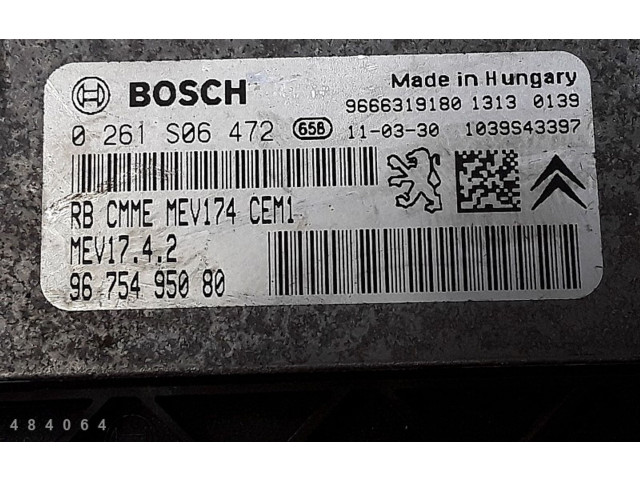 BOSCH
Made in Hungary
9666319180 1313 0139
0 261 S06 472 658 11-03-30 1039S43397
RB CMME MEV174 CEM1
MEV17.4.2
96 754 950 80
484064